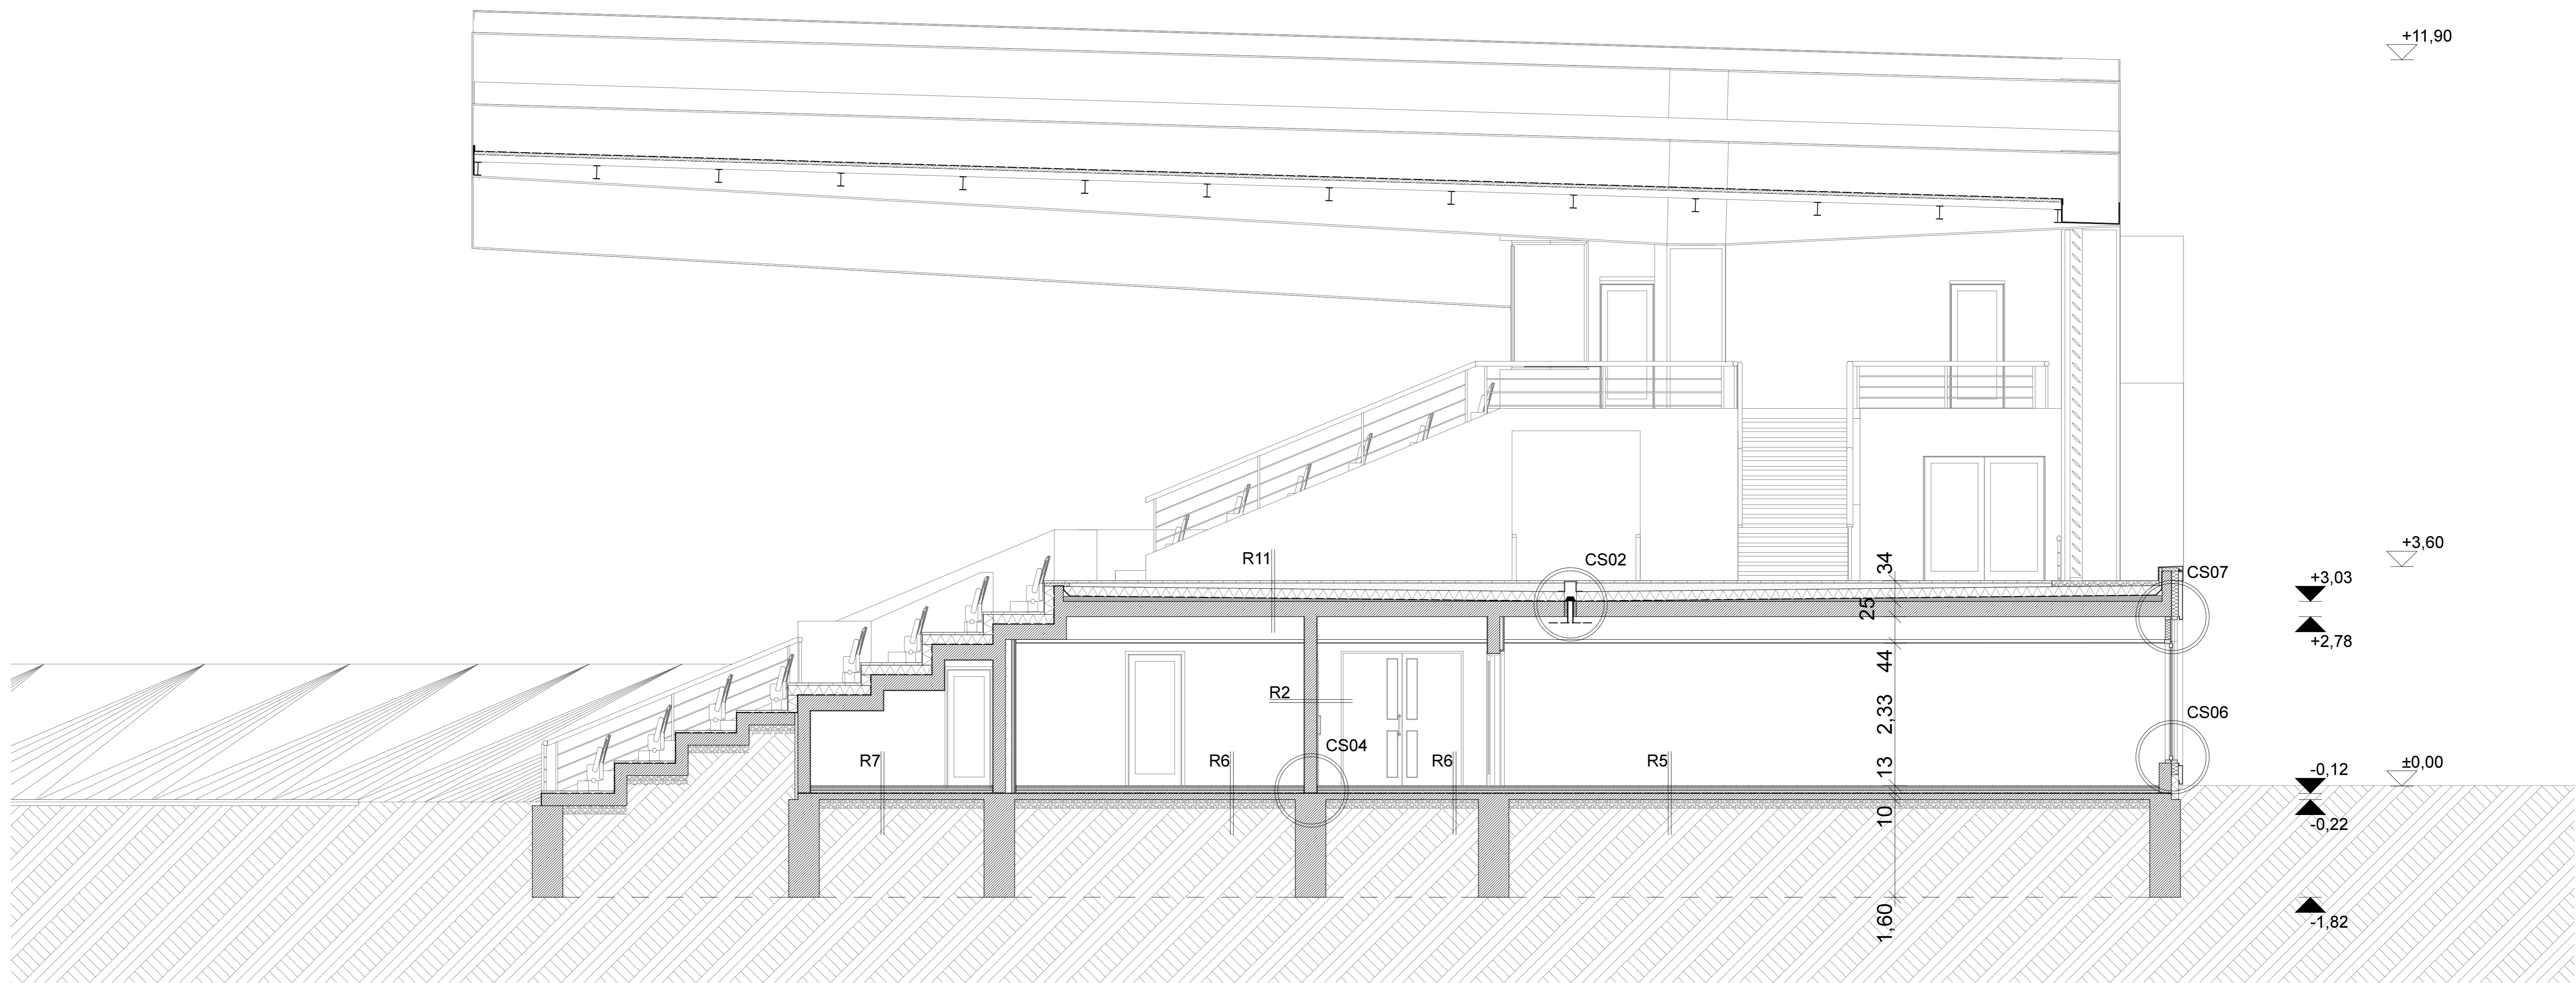 +11,90
+3,60
R11
CS02
34
CS07
+3,03
25
+2,78
44
R2
2,33
CS06
CS04
R7
R6
R6
R5
13
±0,00
-0,12
10
-0,22
1,60
-1,82